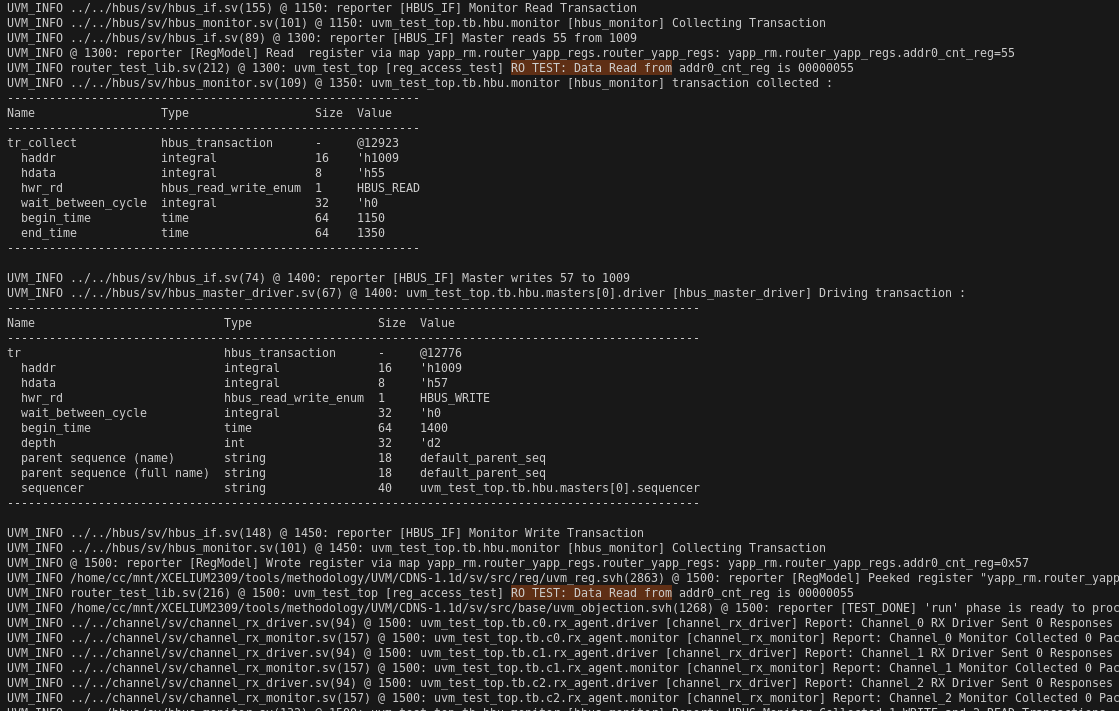 UVM_INFO ../../hbus/sv/hbus_if.sv(155) @ 1150: reporter [HBUS_IF] Monitor Read Transaction
UVM_INFO ../../hbus/sv/hbus_monitor.sv(101) @ 1150: uvm_test_top.tb.hbu.monitor [hbus_monitor] Collecting Transaction
UVM_INFO ../../hbus/sv/hbus_if.sv(89) @ 1300: reporter [HBUS_IF] Master reads 55 from 1009
UVM_INFO @ 1300: reporter [RegModel] Read  register via map yapp_rm.router_yapp_regs.router_yapp_regs: yapp_rm.router_yapp_regs.addr0_cnt_reg=55
UVM_INFO router_test_lib.sv(212) @ 1300: uvm_test_top [reg_access_test] RO TEST: Data Read from addr0_cnt_reg is 00000055
UVM_INFO ../../hbus/sv/hbus_monitor.sv(109) @ 1350: uvm_test_top.tb.hbu.monitor [hbus_monitor] transaction collected :
-----------------------------------------------------------
Name                  Type                  Size  Value
-----------------------------------------------------------
tr_collect            hbus_transaction      -     @12923
  haddr               integral              16    'h1009
  hdata               integral              8     'h55
  hwr_rd              hbus_read_write_enum  1     HBUS_READ
  wait_between_cycle  integral              32    'h0
  begin_time          time                  64    1150
  end_time            time                  64    1350
-----------------------------------------------------------
UVM_INFO ../../hbus/sv/hbus_if.sv(74) @ 1400: reporter [HBUS_IF] Master writes 57 to 1009
UVM_INFO ../../hbus/sv/hbus_master_driver.sv(67) @ 1400: uvm_test_top.tb.hbu.masters[0].driver [hbus_master_driver] Driving transaction :
---------------------------------------------------------------------------------------------------
Name                           Type                  Size  Value
---------------------------------------------------------------------------------------------------
tr                             hbus_transaction      -     @12776
  haddr                        integral              16    'h1009
  hdata                        integral              8     'h57
  hwr_rd                       hbus_read_write_enum  1     HBUS_WRITE
  wait_between_cycle           integral              32    'h0
  begin_time                   time                  64    1400
  depth                        int                   32    'd2
  parent sequence (name)       string                18    default_parent_seq
  parent sequence (full name)  string                18    default_parent_seq
  sequencer                    string                40    uvm_test_top.tb.hbu.masters[0].sequencer
---------------------------------------------------------------------------------------------------
UVM_INFO ../../hbus/sv/hbus_if.sv(148) @ 1450: reporter [HBUS_IF] Monitor Write Transaction
UVM_INFO ../../hbus/sv/hbus_monitor.sv(101) @ 1450: uvm_test_top.tb.hbu.monitor [hbus_monitor] Collecting Transaction
UVM_INFO @ 1500: reporter [RegModel] Wrote register via map yapp_rm.router_yapp_regs.router_yapp_regs: yapp_rm.router_yapp_regs.addr0_cnt_reg=0x57
UVM_INFO /home/cc/mnt/XCELIUM2309/tools/methodology/UVM/CDNS-1.1d/sv/src/reg/uvm_reg.svh(2863) @ 1500: reporter [RegModel] Peeked register "yapp_rm.router_yapp
UVM_INFO router_test_lib.sv(216) @ 1500: uvm_test_top [reg_access_test] RO TEST: Data Read from addr0_cnt_reg is 00000055
UVM_INFO /home/cc/mnt/XCELIUM2309/tools/methodology/UVM/CDNS-1.1d/sv/src/base/uvm_objection.svh(1268) @ 1500: reporter [TEST_DONE] 'run' phase is ready to proc
UVM_INFO ../../channel/sv/channel_rx_driver.sv(94) @ 1500: uvm_test_top.tb.c0.rx_agent.driver [channel_rx_driver] Report: Channel_0 RX Driver Sent 0 Responses
UVM_INFO ../../channel/sv/channel_rx_monitor.sv(157) @ 1500: uvm_test_top.tb.c0.rx_agent.monitor [channel_rx_monitor] Report: Channel_0 Monitor Collected 0 Pac
UVM_INFO ../../channel/sv/channel_rx_driver.sv(94) @ 1500: uvm_test_top.tb.c1.rx_agent.driver [channel_rx_driver] Report: Channel_1 RX Driver Sent 0 Responses
UVM_INFO ../../channel/sv/channel_rx_monitor.sv(157) @ 1500: uvm_test_top.tb.c1.rx_agent.monitor [channel_rx_monitor] Report: Channel_1 Monitor Collected 0 Pac
UVM_INFO ../../channel/sv/channel_rx_driver.sv(94) @ 1500: uvm_test_top.tb.c2.rx_agent.driver [channel_rx_driver] Report: Channel_2 RX Driver Sent 0 Responses
UVM_INFO ../../channel/sv/channel_rx_monitor.sv(157) @ 1500: uvm_test_top.tb.c2.rx_agent.monitor [channel_rx_monitor] Report: Channel_2 Monitor Collected 0 Pac